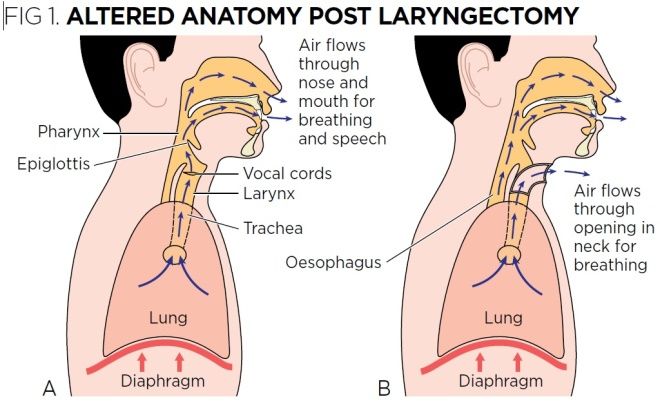 FIG 1. ALTERED ANATOMY POST LARYNGECTOMY
Air flows
through
nose and
mouth for
breathing
and speech
Pharynx
Epiglottis
Vocal cords
Larynx
Trachea
Lung
Diaphragm
A
Air flows
through
opening in
neck for
breathing
Oesophagus
Lung
Diaphragm
B